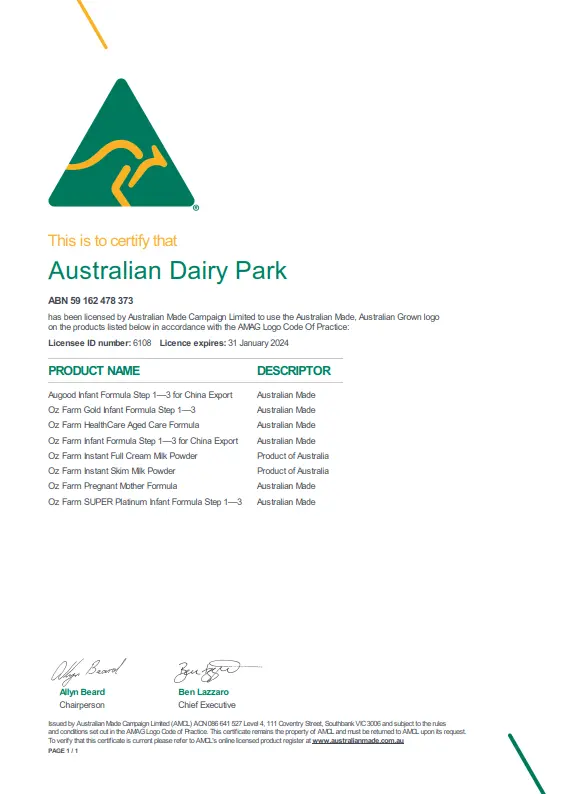 ®
This is to certify that
Australian Dairy Park
ABN 59 162 478 373
has been licensed by Australian Made Campaign Limited to use the Australian Made, Australian Grown logo
on the products listed below in accordance with the AMAG Logo Code Of Practice:
Licensee ID number: 6108 Licence expires: 31 January 2024
PRODUCT NAME DESCRIPTOR
Augood Infant Formula Step 1—3 for China Export Australian Made
Oz Farm Gold Infant Formula Step 1—3 Australian Made
Oz Farm HealthCare Aged Care Formula Australian Made
Oz Farm Infant Formula Step 1—3 for China Export Australian Made
Oz Farm Instant Full Cream Milk Powder Product of Australia
Oz Farm Instant Skim Milk Powder Product of Australia
Oz Farm Pregnant Mother Formula Australian Made
Oz Farm SUPER Platinum Infant Formula Step 1—3 Australian Made
Allyn Beard
Allyn Beard Ben Lazzaro
Chairperson Chief Executive
Issued by Australian Made Campaign Limited (AMCL) ACN 086 641 527 Level 4, 111 Coventry Street, Southbank VIC 3006 and subject to the rules
and conditions set out in the AMAG Logo Code of Practice. This certificate remains the property of AMCL and must be returned to AMCL upon its request.
To verify that this certificate is current please refer to AMCL's online licensed product register at www.australianmade.com.au
PAGE 1 / 1